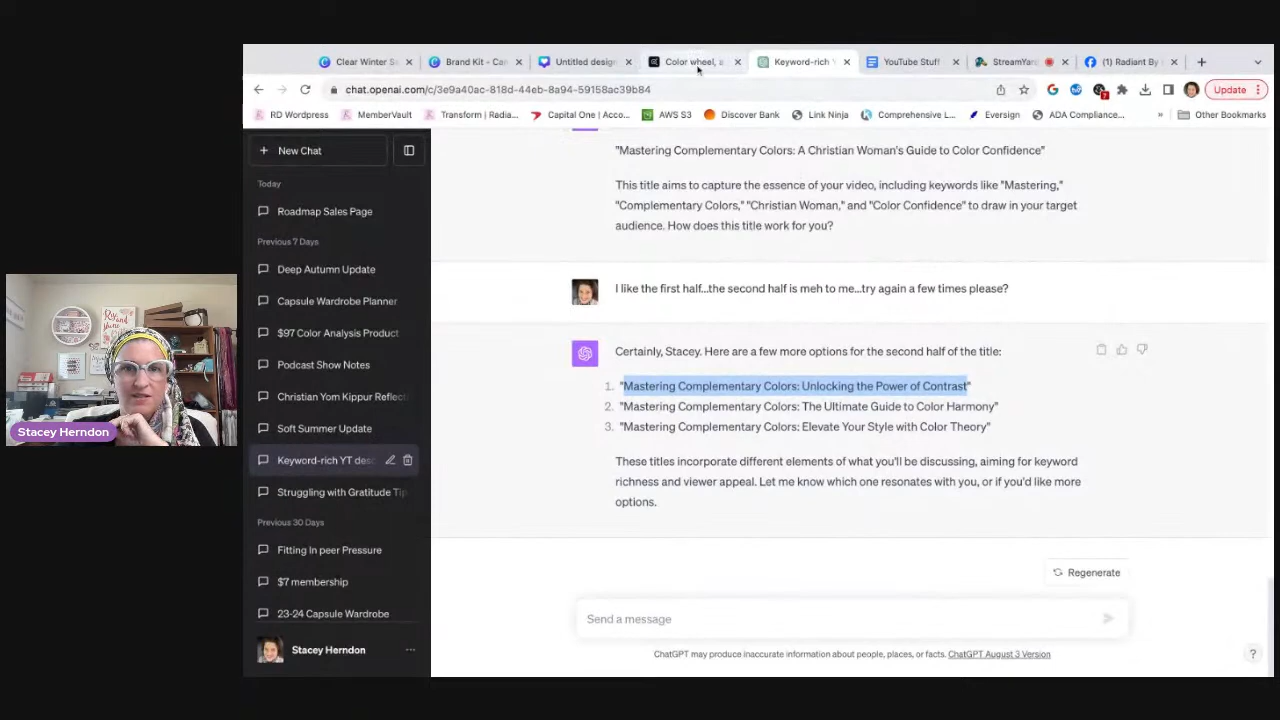 Clear Winter S
Brand Kit - Can
Untitled design
Color wheel, a
Keyword-rich Y
YouTube Stuff
StreamYard
(1) Radiant By
chat.openai.com/c/3e9a40ac-818d-44eb-8a94-59158ac39b84
Update
RD Wordpress
MemberVault
Transform | Radia...
Capital One | Acco...
AWS S3
Discover Bank
Link Ninja
Comprehensive L...
Eversign
ADA Compliance...
»
Other Bookmarks
+ New Chat
Today
Roadmap Sales Page
Previous 7 Days
Deep Autumn Update
Capsule Wardrobe Planner
$97 Color Analysis Product
Podcast Show Notes
Christian Yom Kippur Reflecti
Soft Summer Update
Keyword-rich YT desc
Struggling with Gratitude Tip
Previous 30 Days
Fitting In peer Pressure
$7 membership
23-24 Capsule Wardrobe
Stacey Herndon
...
"Mastering Complementary Colors: A Christian Woman's Guide to Color Confidence"
This title aims to capture the essence of your video, including keywords like "Mastering,"
"Complementary Colors," "Christian Woman," and "Color Confidence" to draw in your target
audience. How does this title work for you?
I like the first half...the second half is meh to me...try again a few times please?
Certainly, Stacey. Here are a few more options for the second half of the title:
1. "Mastering Complementary Colors: Unlocking the Power of Contrast"
2. "Mastering Complementary Colors: The Ultimate Guide to Color Harmony"
3. "Mastering Complementary Colors: Elevate Your Style with Color Theory"
These titles incorporate different elements of what you'll be discussing, aiming for keyword
richness and viewer appeal. Let me know which one resonates with you, or if you'd like more
options.
Regenerate
Send a message
ChatGPT may produce inaccurate information about people, places, or facts. ChatGPT August 3 Version
?
Stacey Herndon